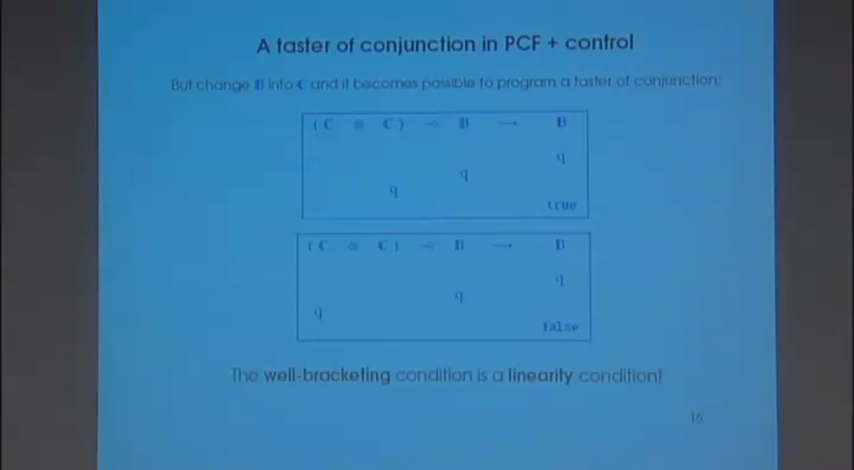 A taster of conjunction in PCF + control
But change B into C and it becomes possible to program a taster of conjunction:
( C ⊗ C ) ⊸ B ⟶ B
q
q
q
true
( C ⊗ C ) ⊸ B ⟶ B
q
q
q
false
The well-bracketing condition is a linearity condition!
16